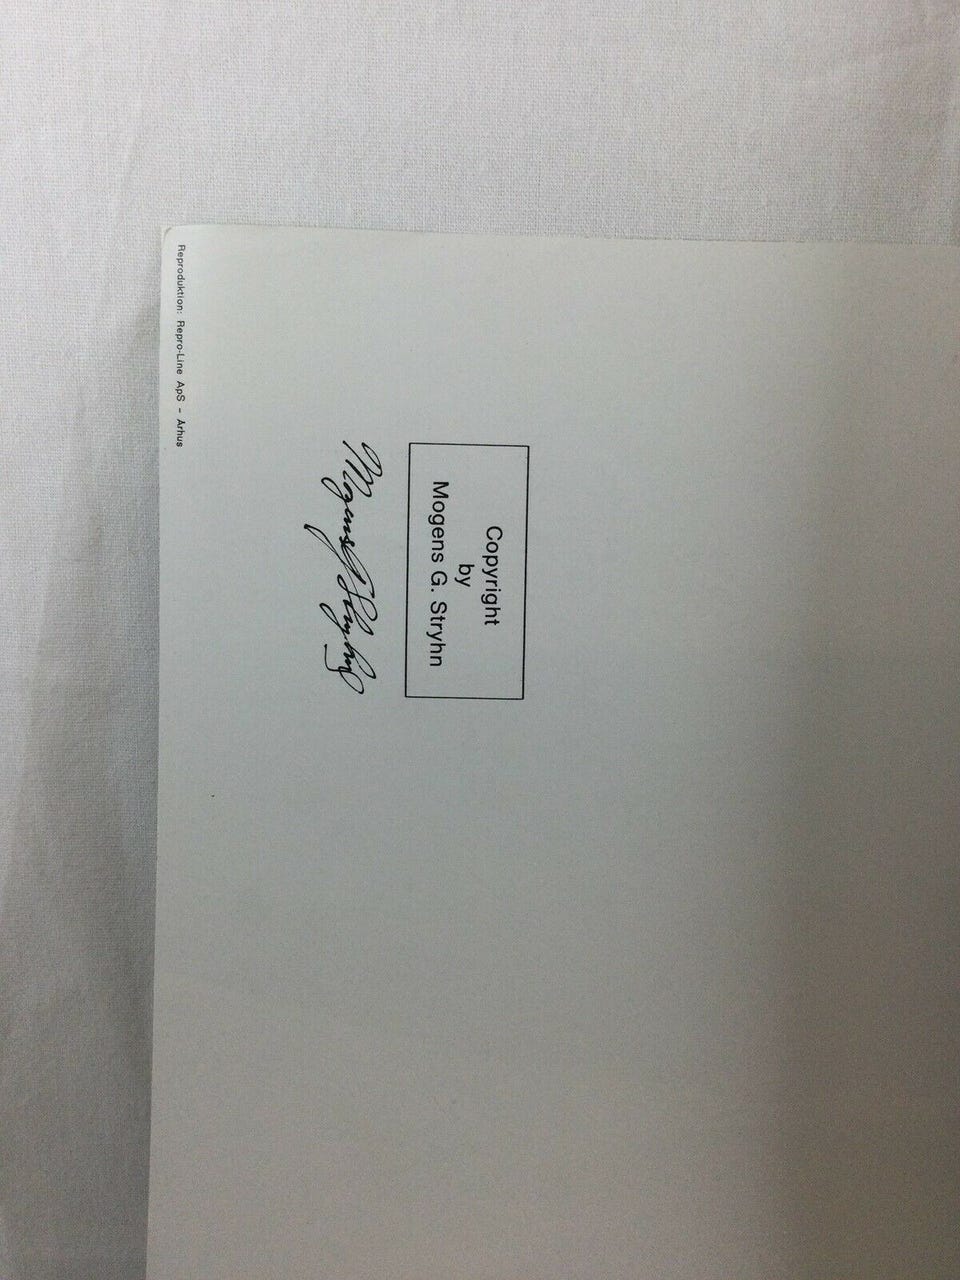 Copyright
by
Mogens G. Stryhn
Mogens G Stryhn
Reproduktion: Repro-Line ApS - Århus